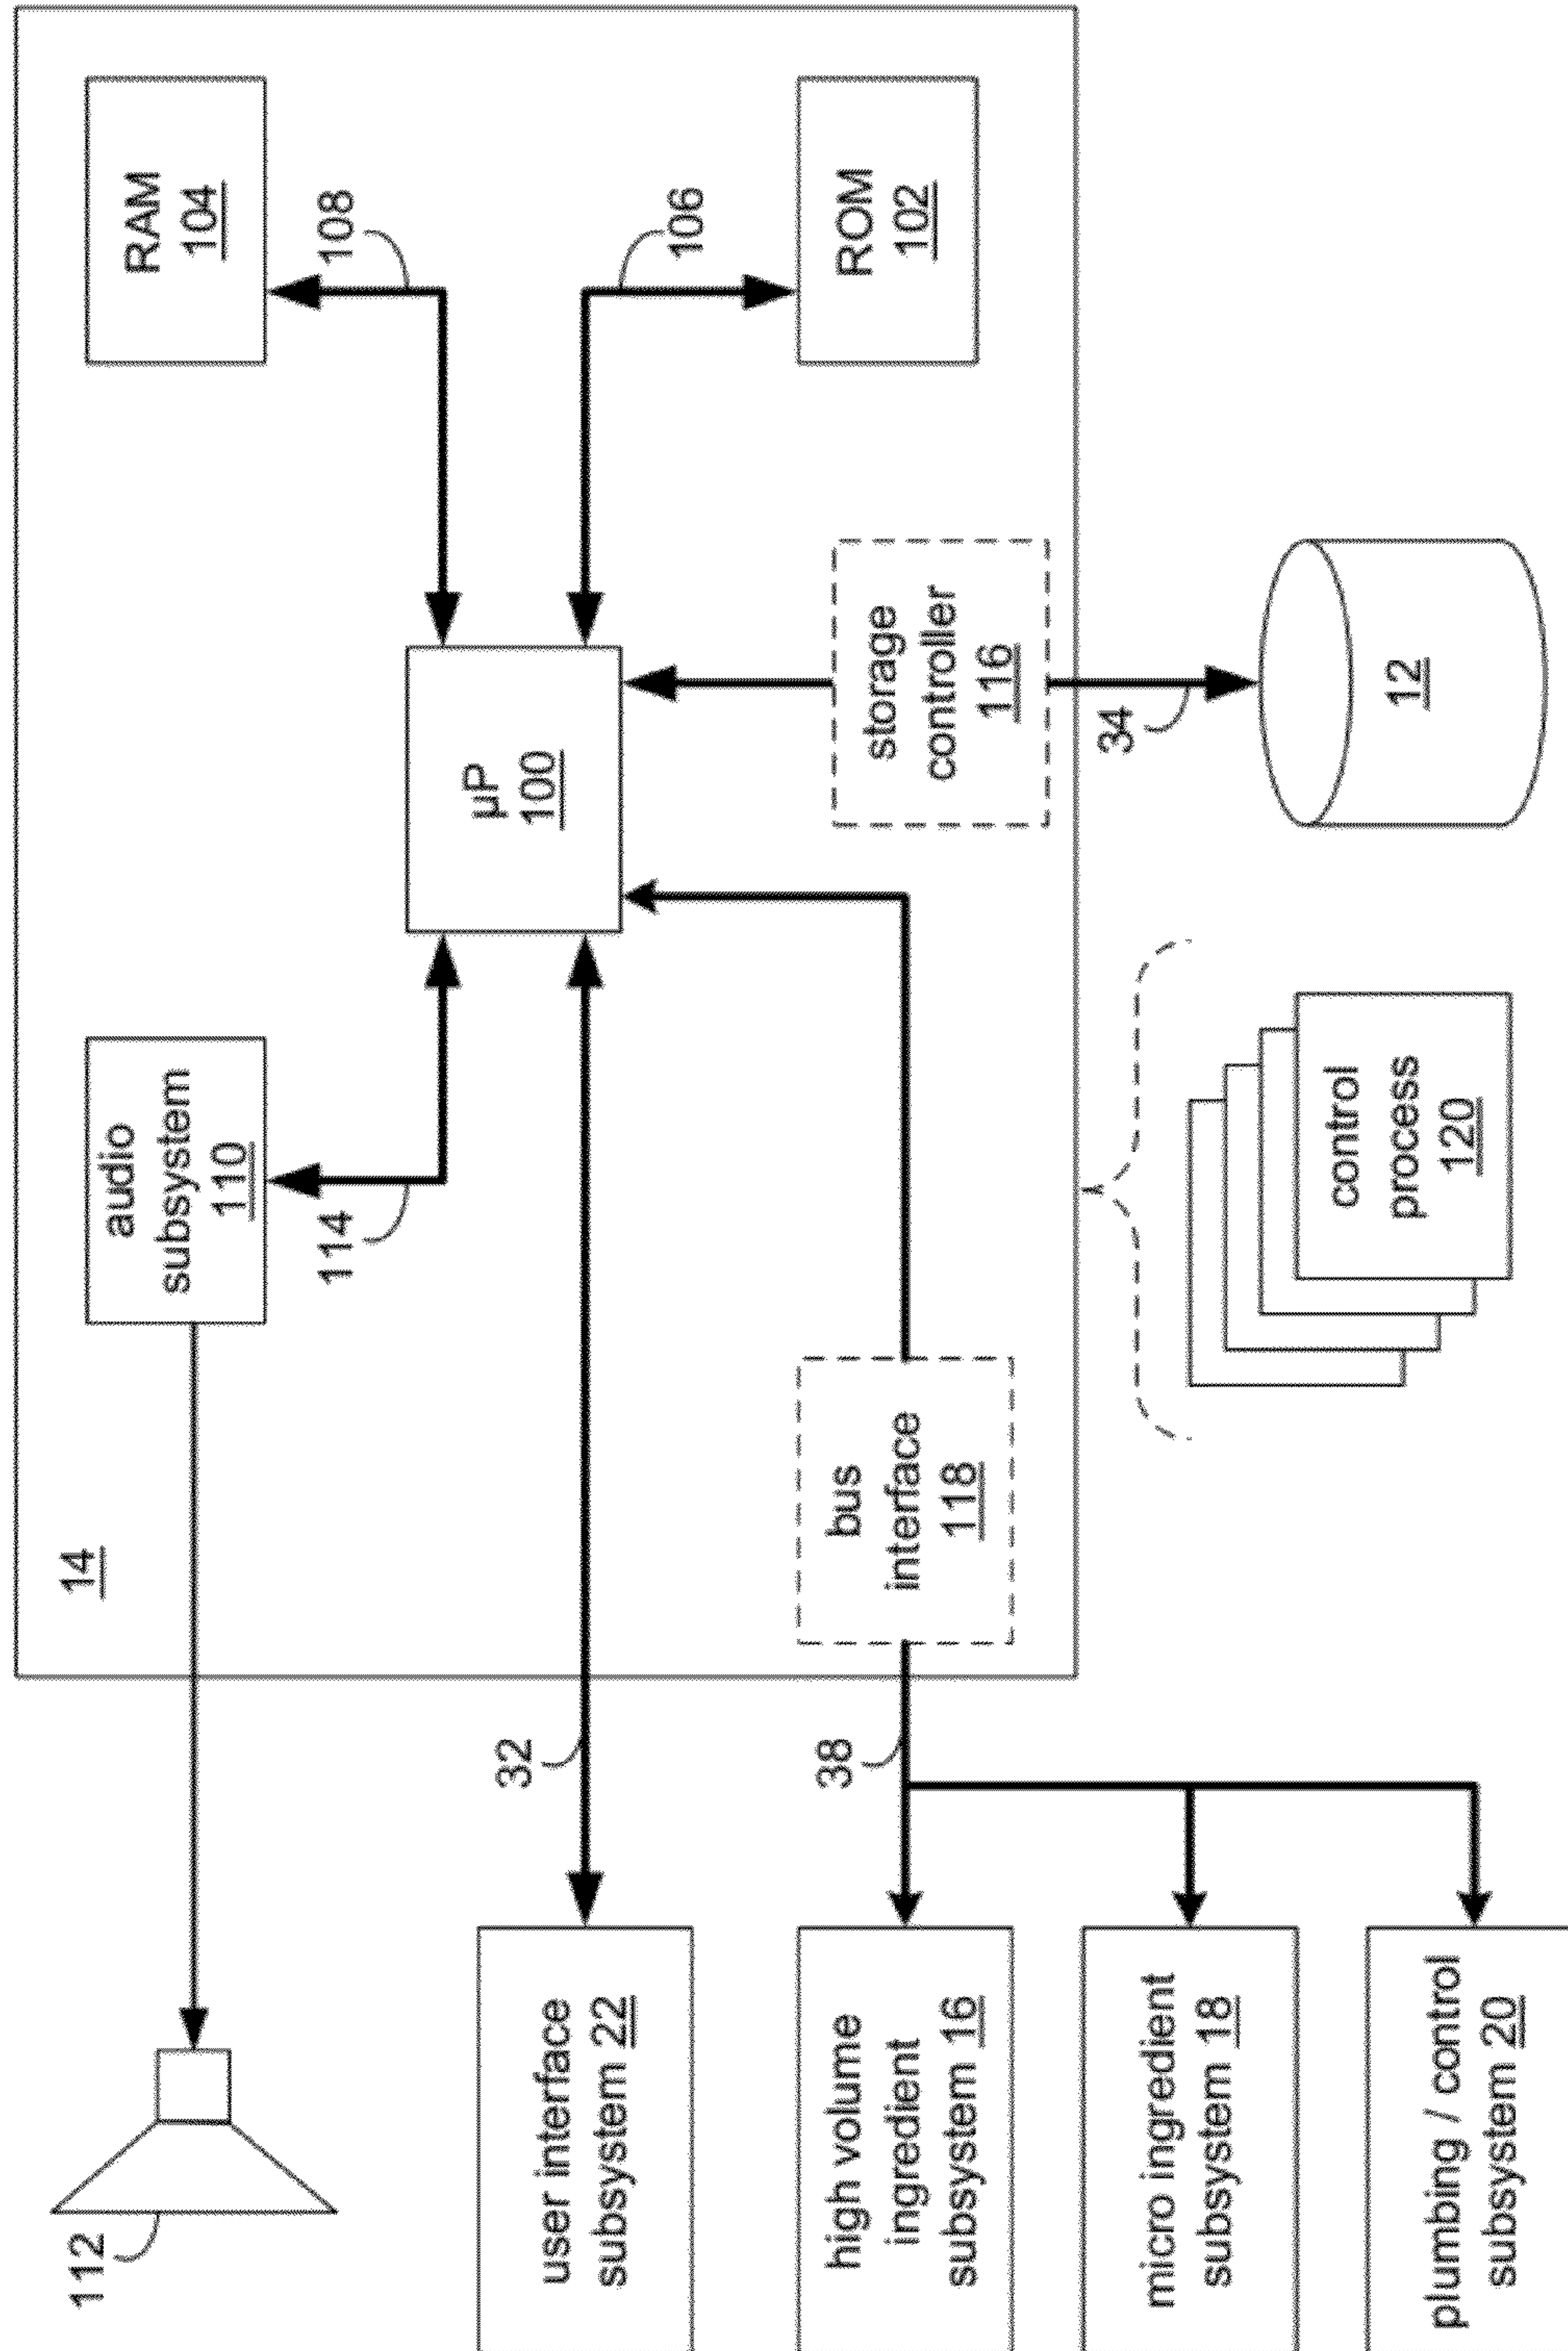 14
RAM
104
108
106
ROM
102
µP
100
audio
subsystem
110
114
storage
controller
116
34
12
bus
interface
118
control
process
120
112
32
38
user interface
subsystem 22
high volume
ingredient
subsystem 16
micro ingredient
subsystem 18
plumbing / control
subsystem 20